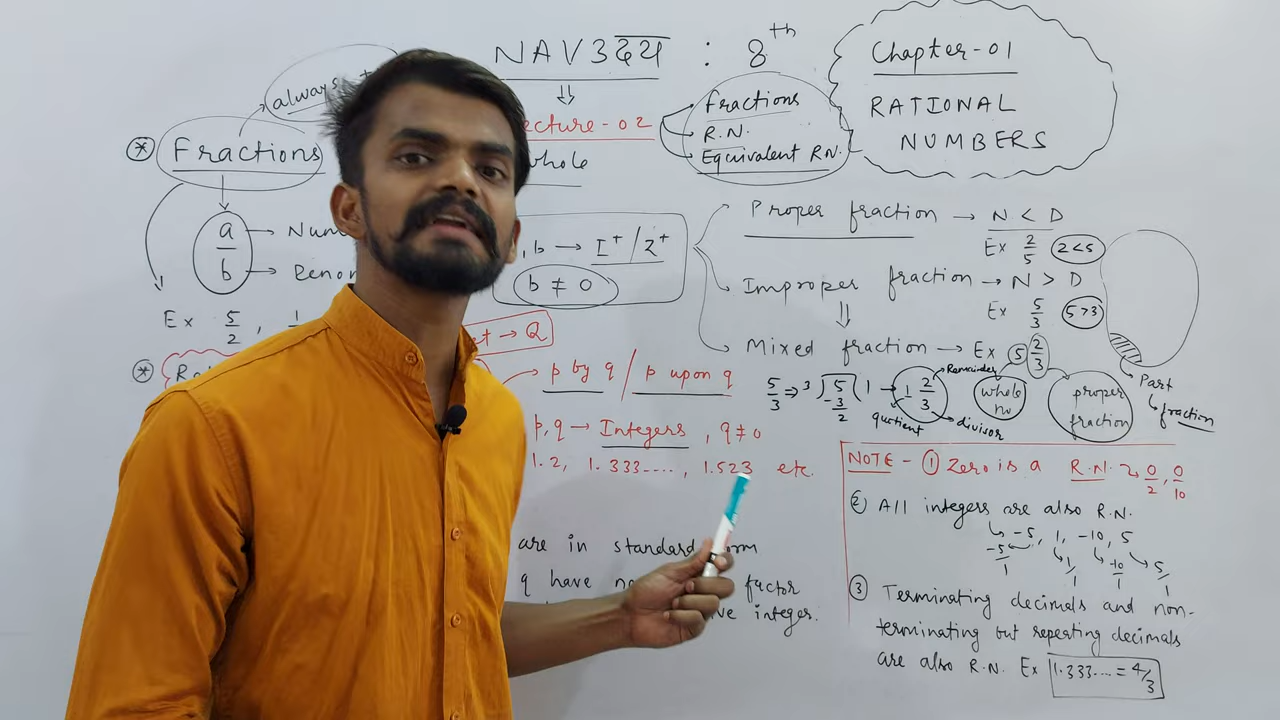 NAV3दय : 8th
Chapter-01
RATIONAL
NUMBERS
ecture-02
Fractions
R.N.
Equivalent R.N.
always
* Fractions
whole
a → Num
b → Denom
Ex 5/2 , 1
, b → I⁺/Z⁺
b ≠ 0
Proper fraction → N < D
Ex 2/5 2<5
Improper fraction → N > D
Ex 5/3 5>3
Mixed fraction → Ex 5 2/3
5/3 ⇒ 3 5 1 → 1 2/3
-3
2
Remainder
quotient
divisor
whole no
proper
fraction
Part
fraction
et → Q
* Ra
p by q / p upon q
p, q → Integers , q ≠ 0
1.2, 1.333...., 1.523 etc.
are in standard form
q have no factor
ve integer.
NOTE - ① Zero is a R.N. 0/2, 0/10
② All integers are also R.N.
-5, 1, -10, 5
-5/1 1/1 -10/1 5/1
③ Terminating decimals and non-
terminating but repeating decimals
are also R.N. Ex 1.333.... = 4/3